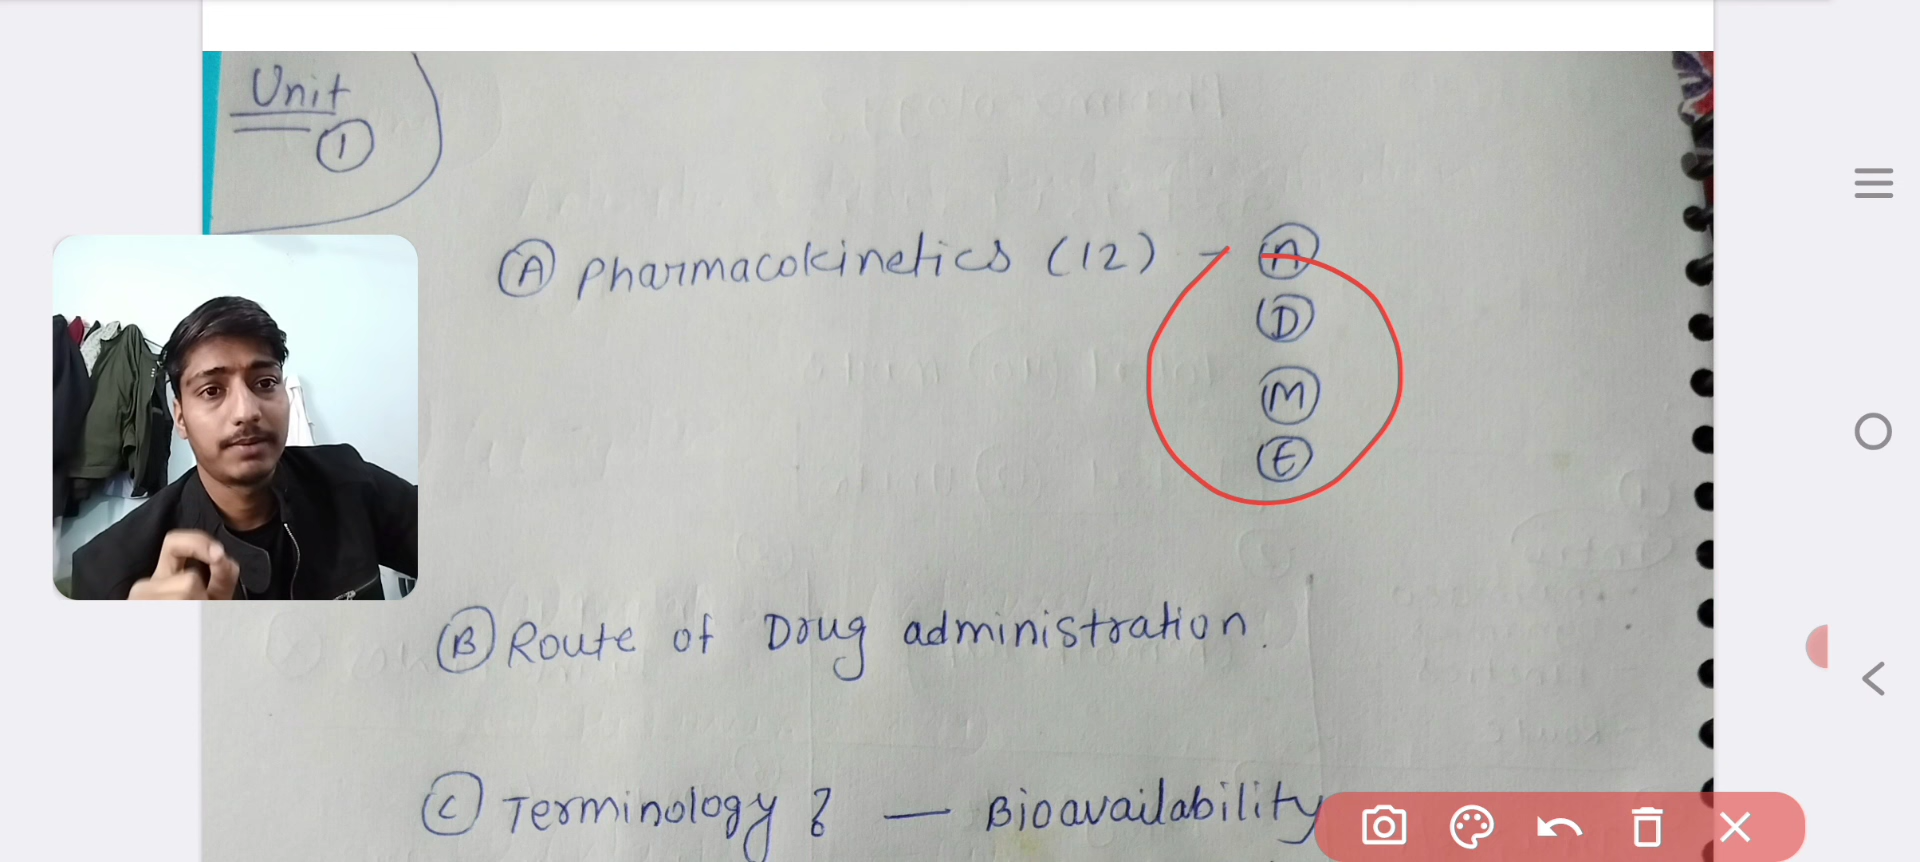 Unit
1
A Pharmacokinetics (12) - A
D
M
E
B Route of Drug administration.
C Terminology ? — Bioavailability